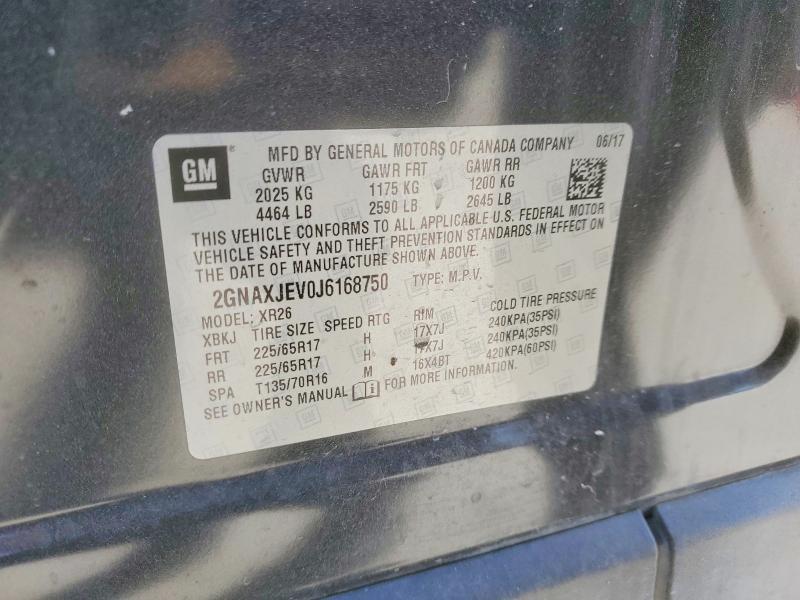 GM
MFD BY GENERAL MOTORS OF CANADA COMPANY 06/17
GVWR GAWR FRT GAWR RR
2025 KG 1175 KG 1200 KG
4464 LB 2590 LB 2645 LB
THIS VEHICLE CONFORMS TO ALL APPLICABLE U.S. FEDERAL MOTOR
VEHICLE SAFETY AND THEFT PREVENTION STANDARDS IN EFFECT ON
THE DATE OF MANUFACTURE SHOWN ABOVE.
2GNAXJEV0J6168750 TYPE: M.P.V.
MODEL: XR26
XBKJ TIRE SIZE SPEED RTG RIM COLD TIRE PRESSURE
FRT 225/65R17 H 17X7J 240KPA(35PSI)
RR 225/65R17 H 17X7J 240KPA(35PSI)
SPA T135/70R16 M 16X4BT 420KPA(60PSI)
SEE OWNER'S MANUAL FOR MORE INFORMATION.